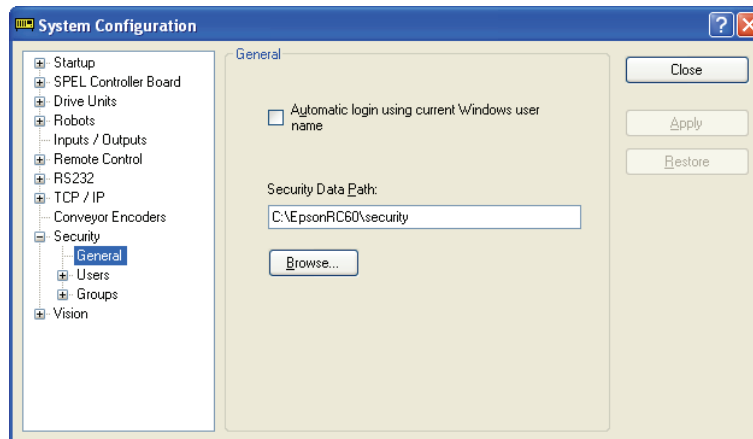 System Configuration
Startup
SPEL Controller Board
Drive Units
Robots
Inputs / Outputs
Remote Control
RS232
TCP / IP
Conveyor Encoders
Security
General
Users
Groups
Vision
General
Automatic login using current Windows user
name
Security Data Path:
C:\EpsonRC60\security
Browse...
Close
Apply
Restore